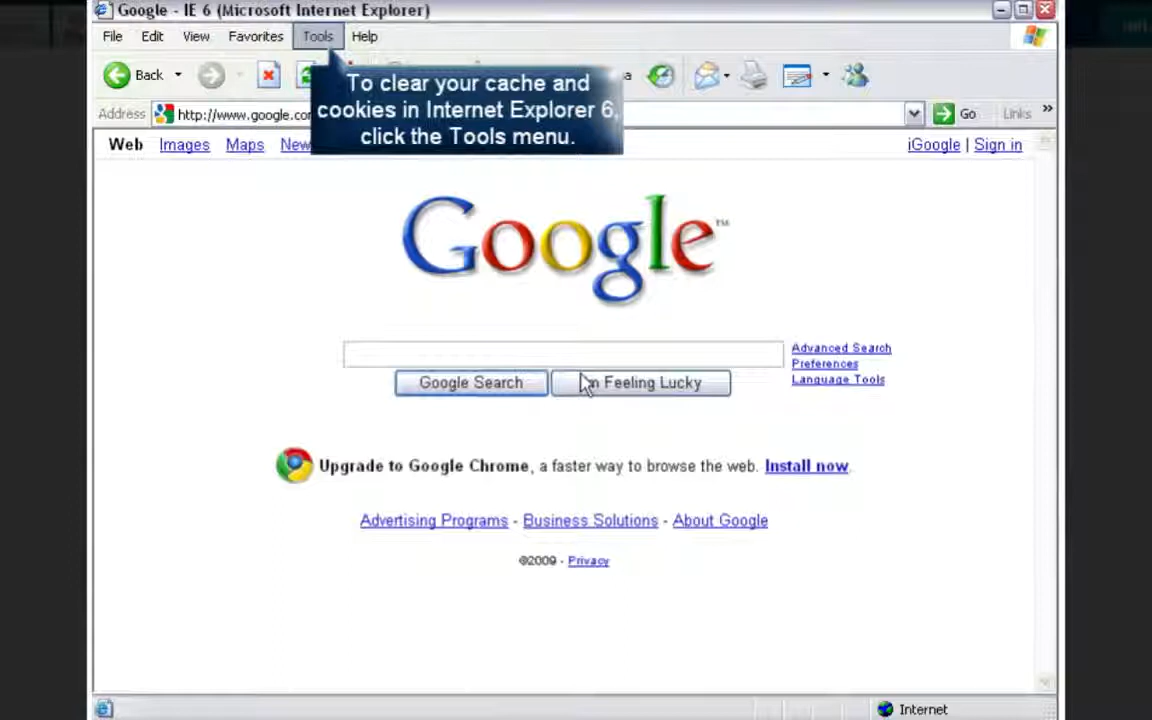 Google - IE 6 (Microsoft Internet Explorer)
File Edit View Favorites Tools Help
Back
To clear your cache and
cookies in Internet Explorer 6,
click the Tools menu.
Address http://www.google.co Go Links »
Web Images Maps New iGoogle | Sign in
Google™
Advanced Search
Preferences
Language Tools
Google Search Feeling Lucky
Upgrade to Google Chrome, a faster way to browse the web. Install now.
Advertising Programs - Business Solutions - About Google
©2009 - Privacy
Internet